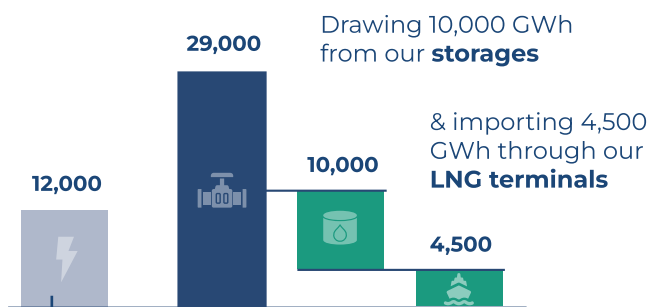 Drawing 10,000 GWh
from our storages
29,000
& importing 4,500
GWh through our
LNG terminals
10,000
12,000
4,500